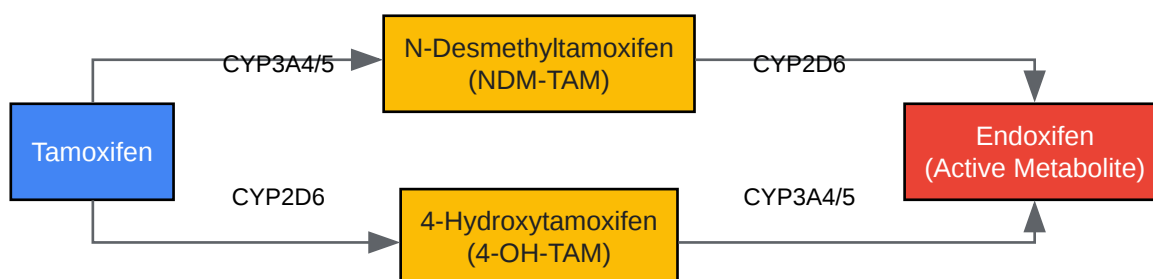 N-Desmethyltamoxifen
(NDM-TAM)
CYP3A4/5
CYP2D6
Tamoxifen
Endoxifen
(Active Metabolite)
CYP2D6
CYP3A4/5
4-Hydroxytamoxifen
(4-OH-TAM)